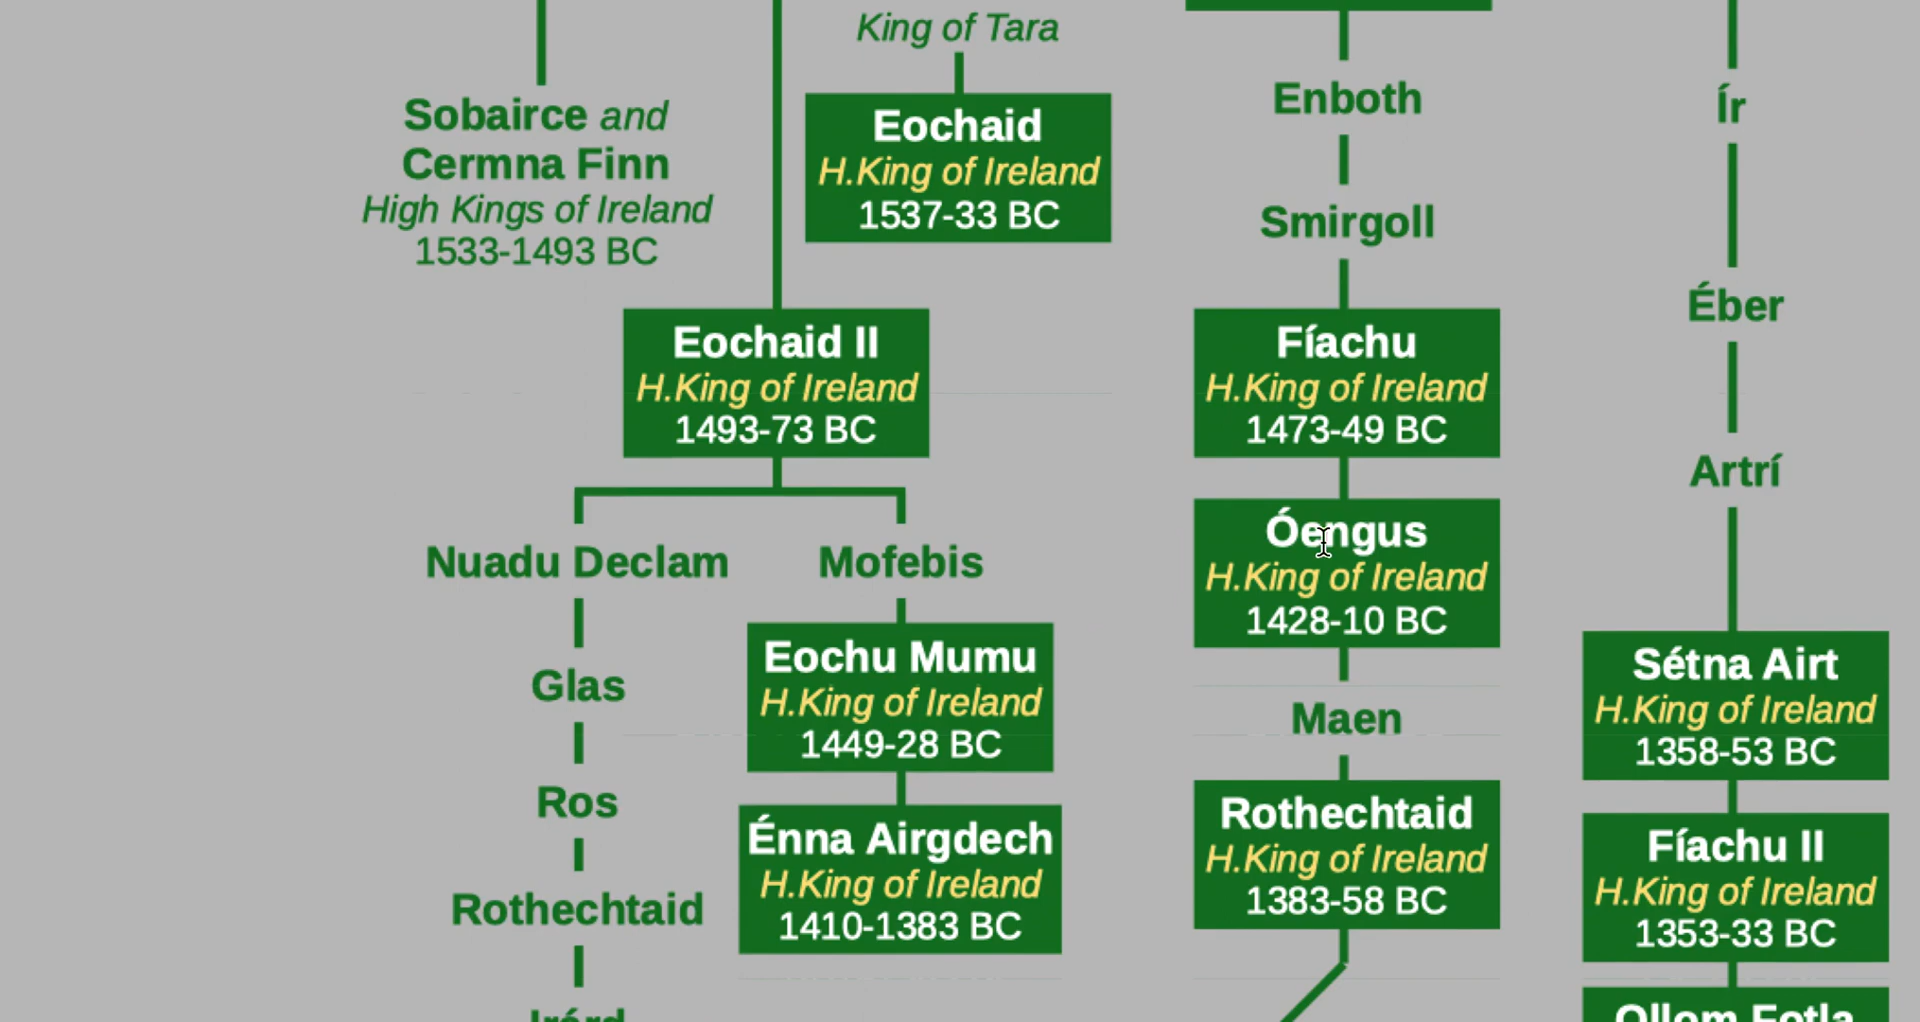 King of Tara
Sobairce and
Cermna Finn
High Kings of Ireland
1533-1493 BC
Eochaid
H.King of Ireland
1537-33 BC
Enboth
Smirgoll
Ír
Éber
Artrí
Eochaid II
H.King of Ireland
1493-73 BC
Fíachu
H.King of Ireland
1473-49 BC
Nuadu Declam
Mofebis
Óengus
H.King of Ireland
1428-10 BC
Glas
Eochu Mumu
H.King of Ireland
1449-28 BC
Maen
Sétna Airt
H.King of Ireland
1358-53 BC
Ros
Énna Airgdech
H.King of Ireland
1410-1383 BC
Rothechtaid
H.King of Ireland
1383-58 BC
Fíachu II
H.King of Ireland
1353-33 BC
Rothechtaid
Ollom Fotla